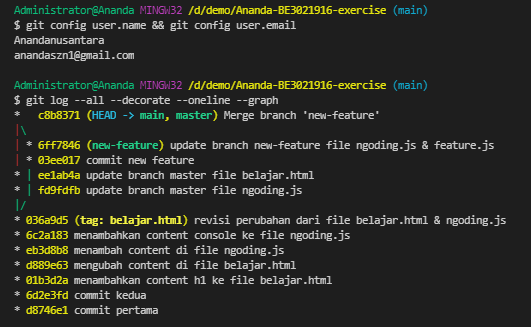 Administrator@Ananda MINGW32 /d/demo/Ananda-BE3021916-exercise (main)
$ git config user.name && git config user.email
Anandanusantara
anandaszn1@gmail.com

Administrator@Ananda MINGW32 /d/demo/Ananda-BE3021916-exercise (main)
$ git log --all --decorate --oneline --graph
*   c8b8371 (HEAD -> main, master) Merge branch 'new-feature'
|\
| * 6ff7846 (new-feature) update branch new-feature file ngoding.js & feature.js
| * 03ee017 commit new feature
* | ee1ab4a update branch master file belajar.html
* | fd9fdfb update branch master file ngoding.js
|/
* 036a9d5 (tag: belajar.html) revisi perubahan dari file belajar.html & ngoding.js
* 6c2a183 menambahkan content console ke file ngoding.js
* eb3d8b8 menambah content di file ngoding.js
* d889e63 mengubah content di file belajar.html
* 01b3d2a menambahkan content h1 ke file belajar.html
* 6d2e3fd commit kedua
* d8746e1 commit pertama